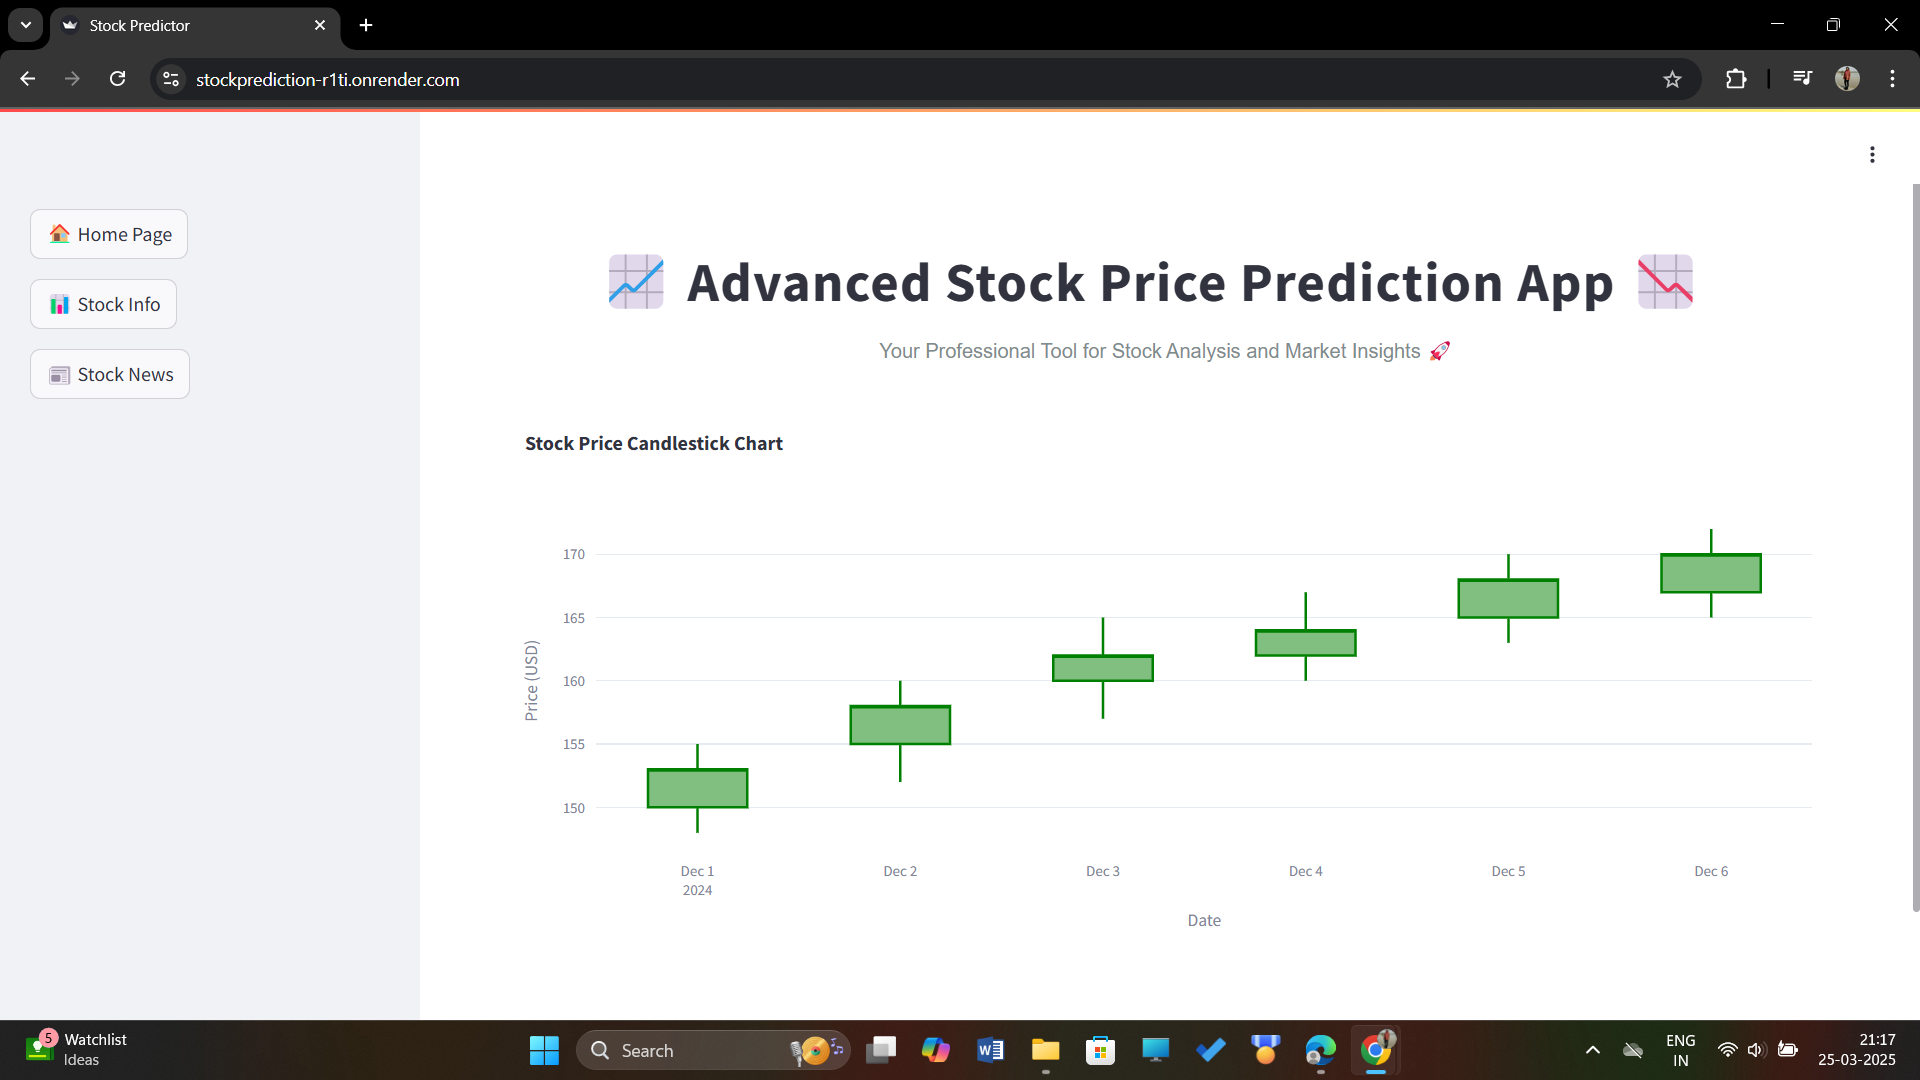 Stock Predictor
stockprediction-r1ti.onrender.com
Home Page
Stock Info
Stock News
Advanced Stock Price Prediction App
Your Professional Tool for Stock Analysis and Market Insights
Stock Price Candlestick Chart
Price (USD)
170
165
160
155
150
Dec 1
2024
Dec 2
Dec 3
Dec 4
Dec 5
Dec 6
Date
5
Watchlist
Ideas
Search
W
ENG
IN
21:17
25-03-2025